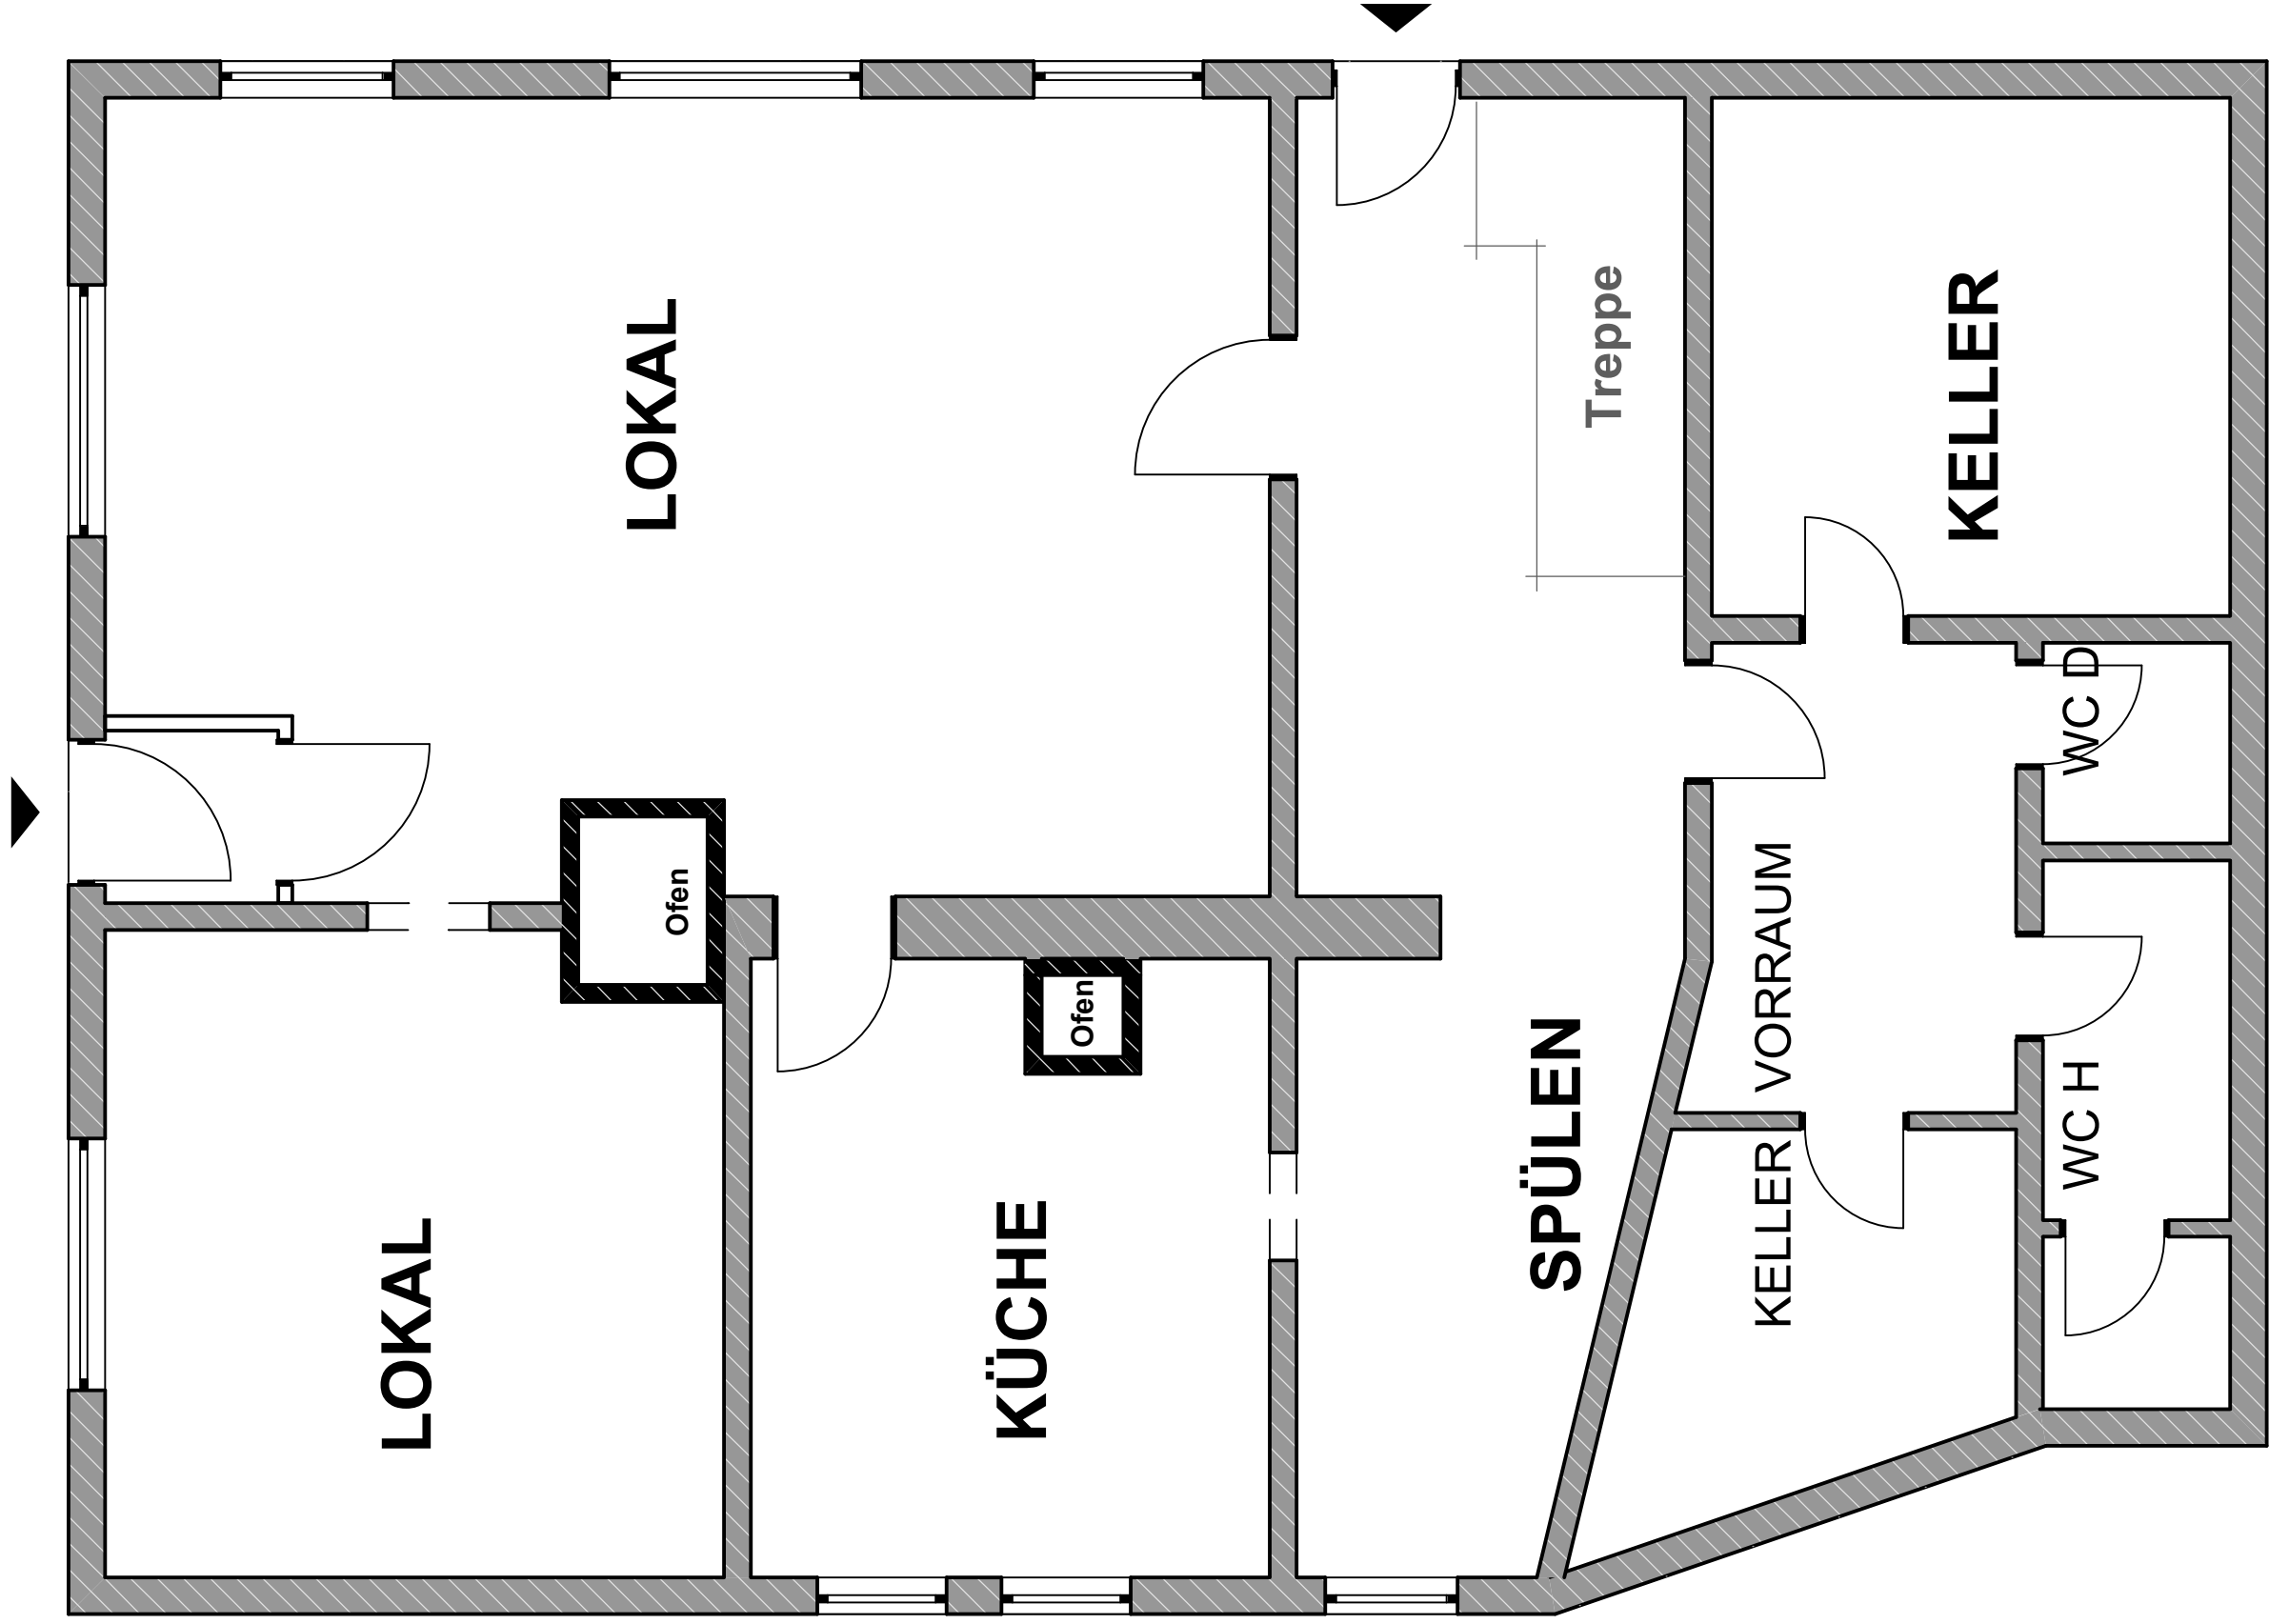 LOKAL
Treppe
KELLER
Ofen
Ofen
WC D
VORRAUM
WC H
LOKAL
KÜCHE
SPÜLEN
KELLER